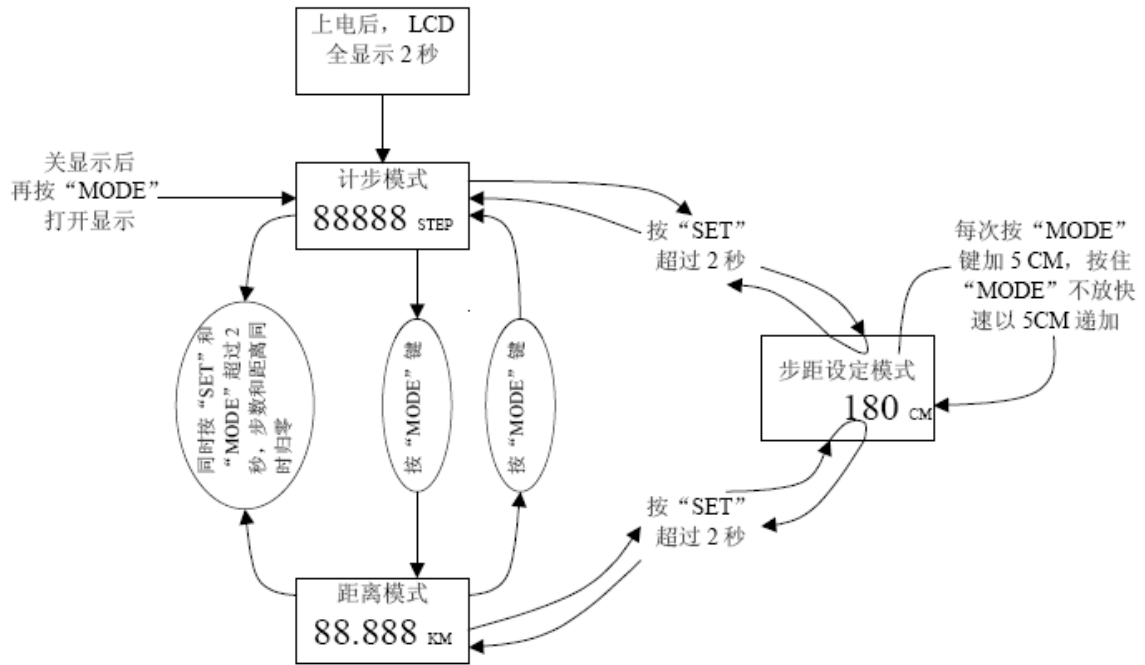 上电后， LCD
全显示 2 秒
关显示后
再按“MODE”
打开显示
计步模式
88888 STEP
按“SET”
超过 2 秒
每次按“MODE”
键加 5 CM，按住
“MODE”不放快
速以 5CM 递加
同时按“SET”和
“MODE”超过 2
秒，步数和距离同
时归零
按“MODE”键
按“MODE”键
步距设定模式
180 CM
按“SET”
超过 2 秒
距离模式
88.888 KM